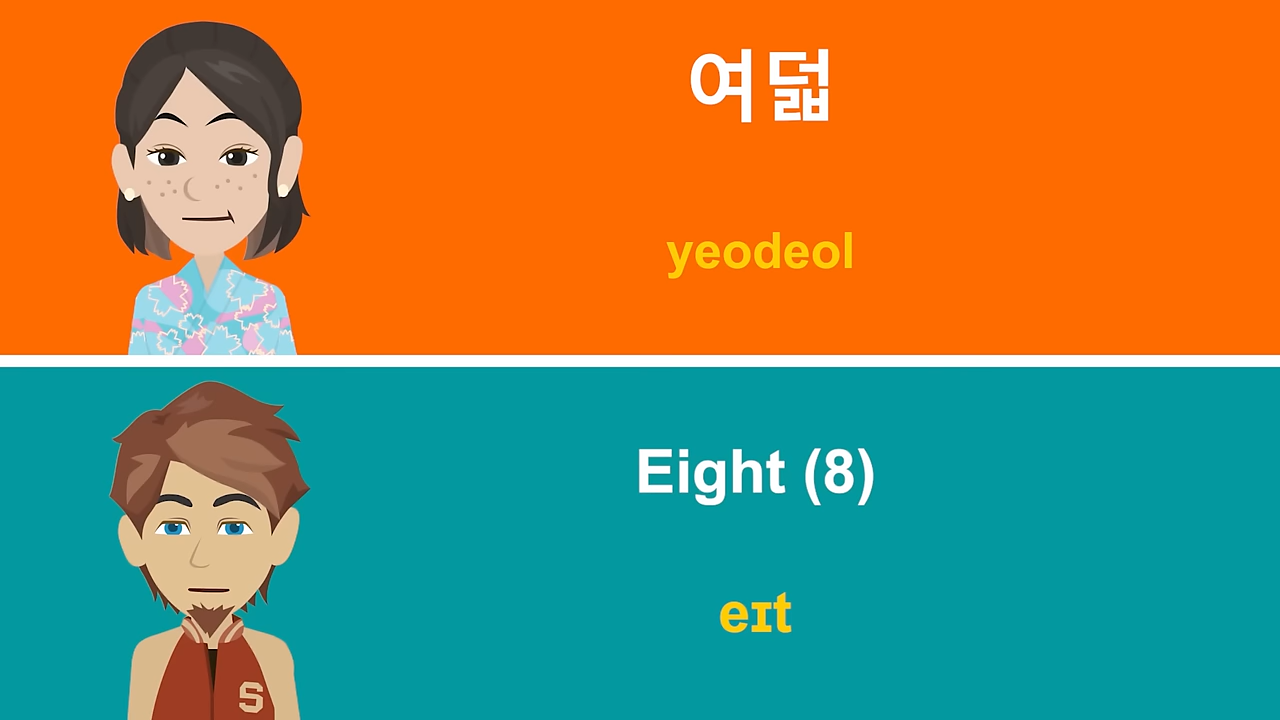 여덟
yeodeol
Eight (8)
eɪt
S